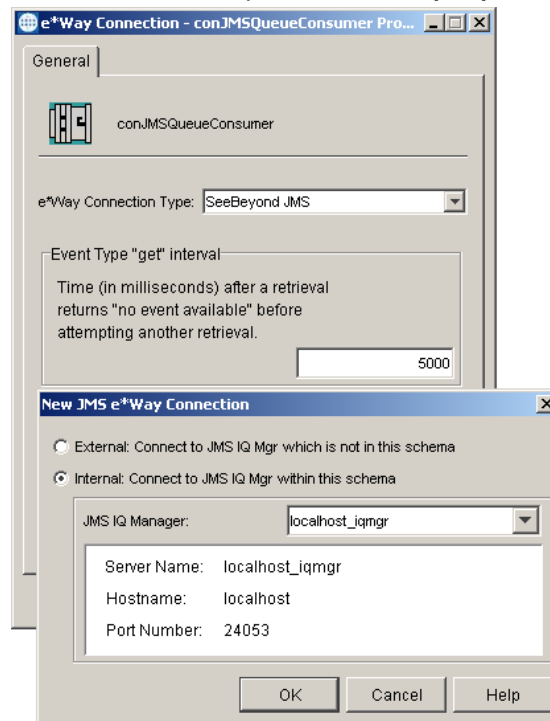 e*Way Connection - conJMSQueueConsumer Pro...
General
conJMSQueueConsumer
e*Way Connection Type: SeeBeyond JMS
Event Type "get" interval
Time (in milliseconds) after a retrieval
returns "no event available" before
attempting another retrieval.
5000
New JMS e*Way Connection
External: Connect to JMS IQ Mgr which is not in this schema
Internal: Connect to JMS IQ Mgr within this schema
JMS IQ Manager: localhost_iqmgr
Server Name: localhost_iqmgr
Hostname: localhost
Port Number: 24053
OK Cancel Help